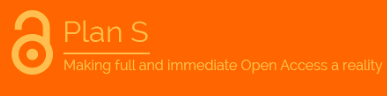 Plan S
Making full and immediate Open Access a reality